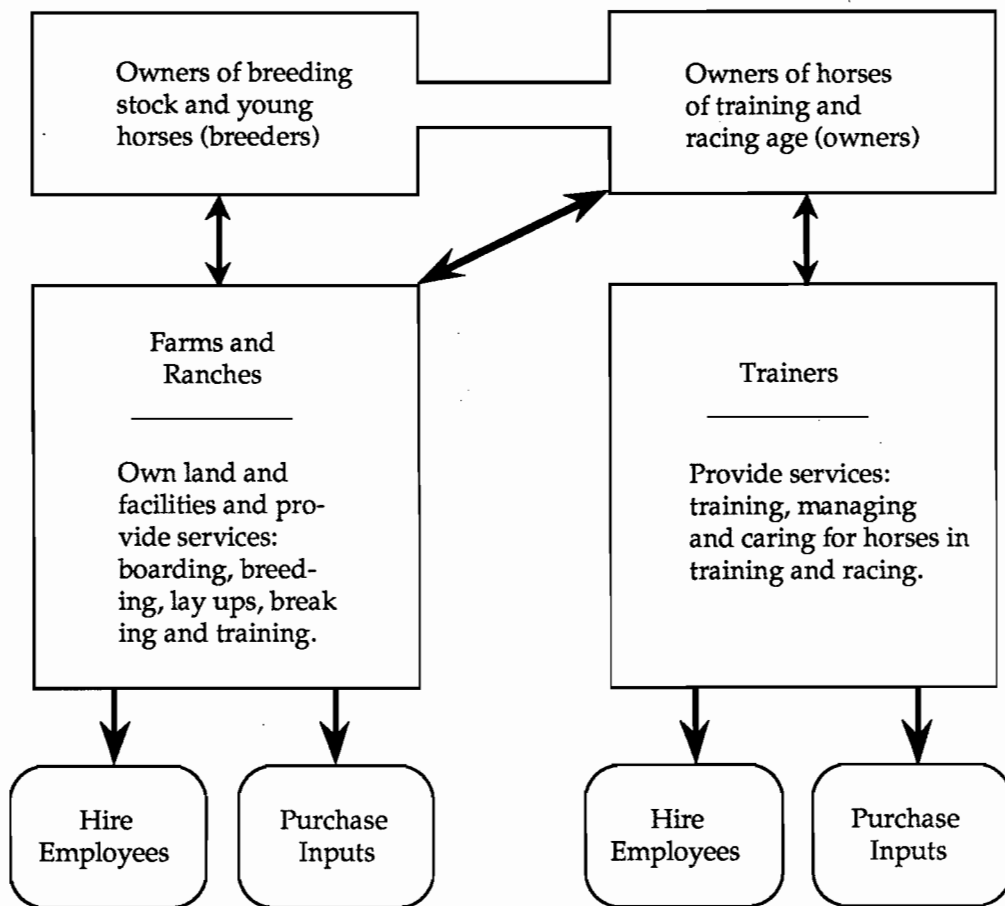 Owners of breeding
stock and young
horses (breeders)
Owners of horses
of training and
racing age (owners)
Farms and
Ranches
Own land and
facilities and pro-
vide services:
boarding, breed-
ing, lay ups, break
ing and training.
Trainers
Provide services:
training, managing
and caring for horses in
training and racing.
Hire
Employees
Purchase
Inputs
Hire
Employees
Purchase
Inputs